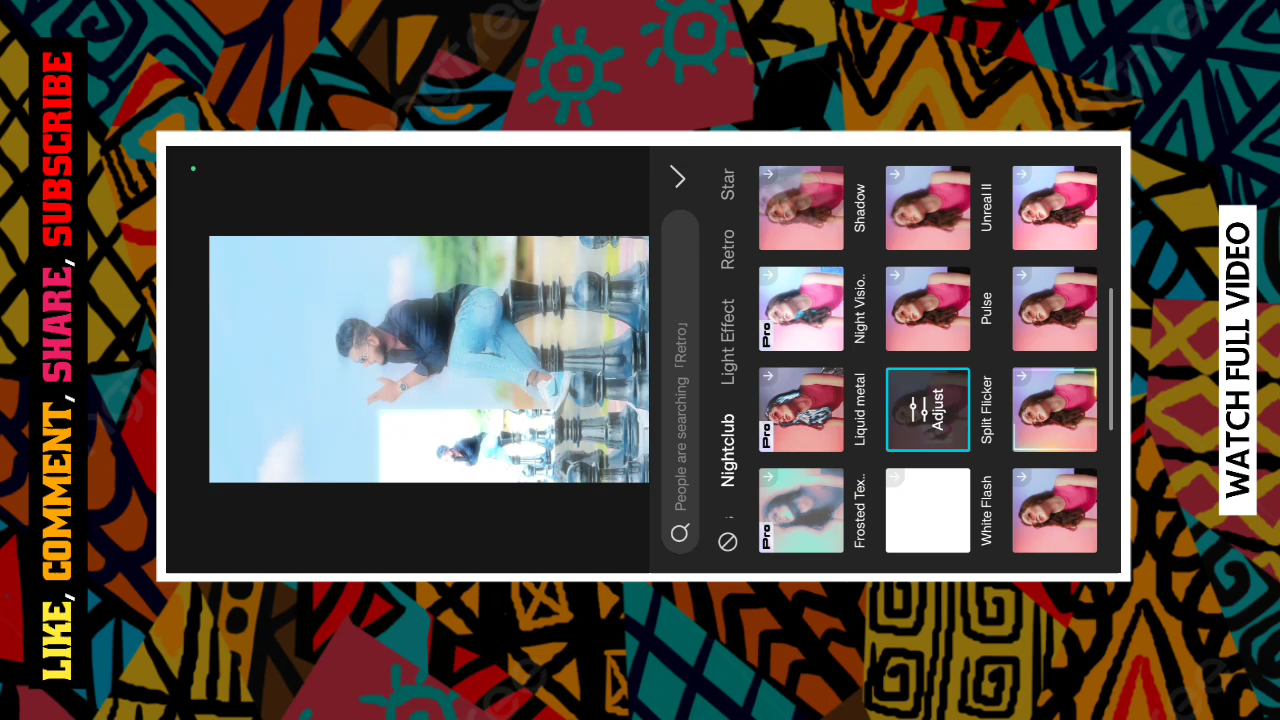 LIKE, COMMENT, SHARE, SUBSCRIBE
People are searching「Retro」
Nightclub
Light Effect
Retro
Star
Pro
Pro
Pro
Frosted Tex..
Liquid metal
Night Visio..
Shadow
Adjust
White Flash
Split Flicker
Pulse
Unreal II
WATCH FULL VIDEO